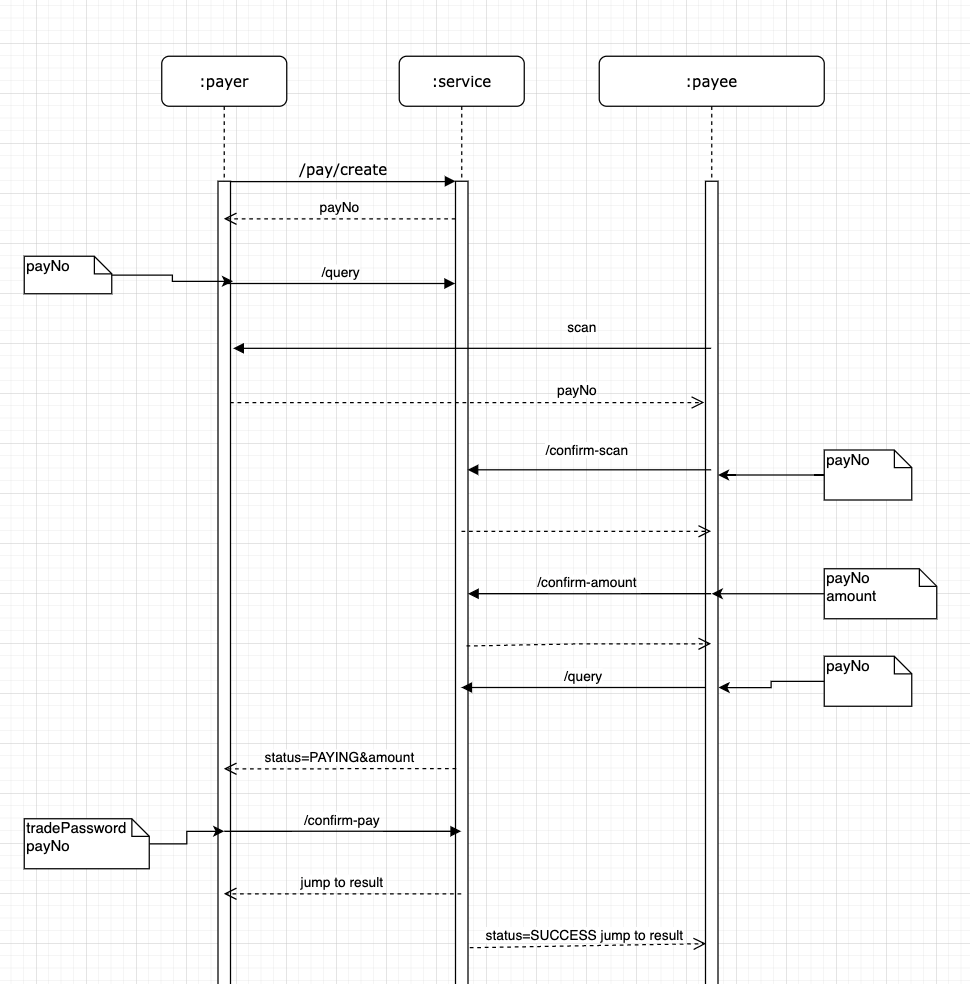 :payer
:service
:payee
/pay/create
payNo
payNo
/query
scan
payNo
/confirm-scan
payNo
/confirm-amount
payNo
amount
/query
payNo
status=PAYING&amount
tradePassword
payNo
/confirm-pay
jump to result
status=SUCCESS jump to result